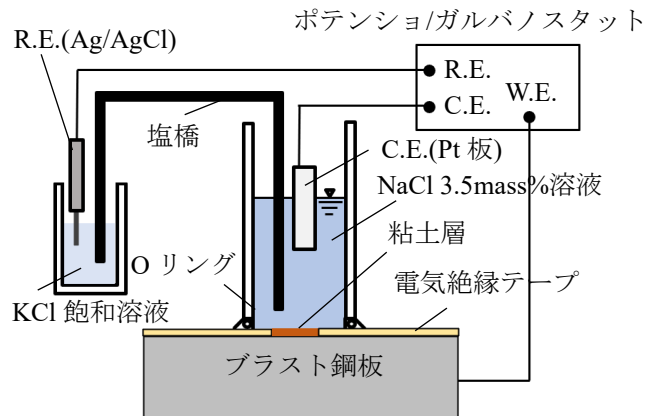 ポテンショ/ガルバノスタット
R.E.(Ag/AgCl)
R.E.
C.E.
W.E.
塩橋
C.E.(Pt 板)
NaCl 3.5mass%溶液
粘土層
O リング
電気絶縁テープ
KCl 飽和溶液
ブラスト鋼板